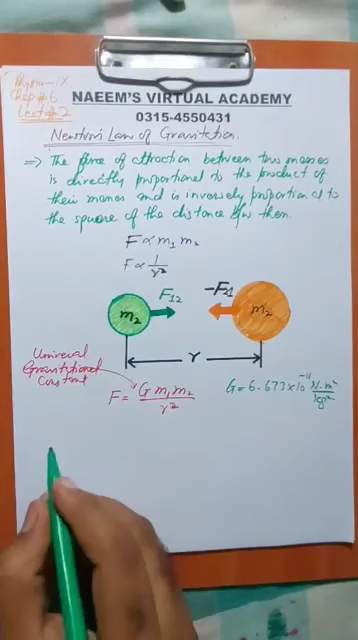 Physics-IX
Chap#6
Lect#2
NAEEM'S VIRTUAL ACADEMY
0315-4550431
Newton's Law of Gravitation.
⇒ The force of attraction between two masses
is directly proportional to the product of
their masses and is inversely proportional to
the square of the distance b/w them.
F ∝ m₁ m₂
F ∝ 1/r²
F₁₂
-F₂₁
m₂
m₂
r
Univeral
Gravitational
Constant
F = G m₁ m₂ / r²
G = 6.673×10⁻¹¹ N.m²/kg²